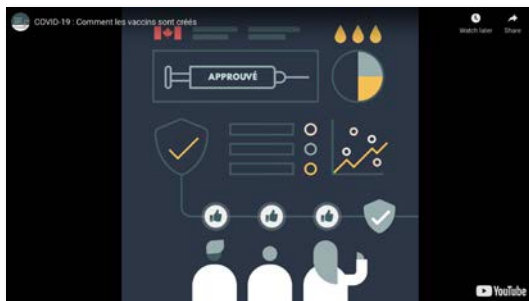 COVID-19 : Comment les vaccins sont créés
Watch later
Share
APPROUVÉ
YouTube